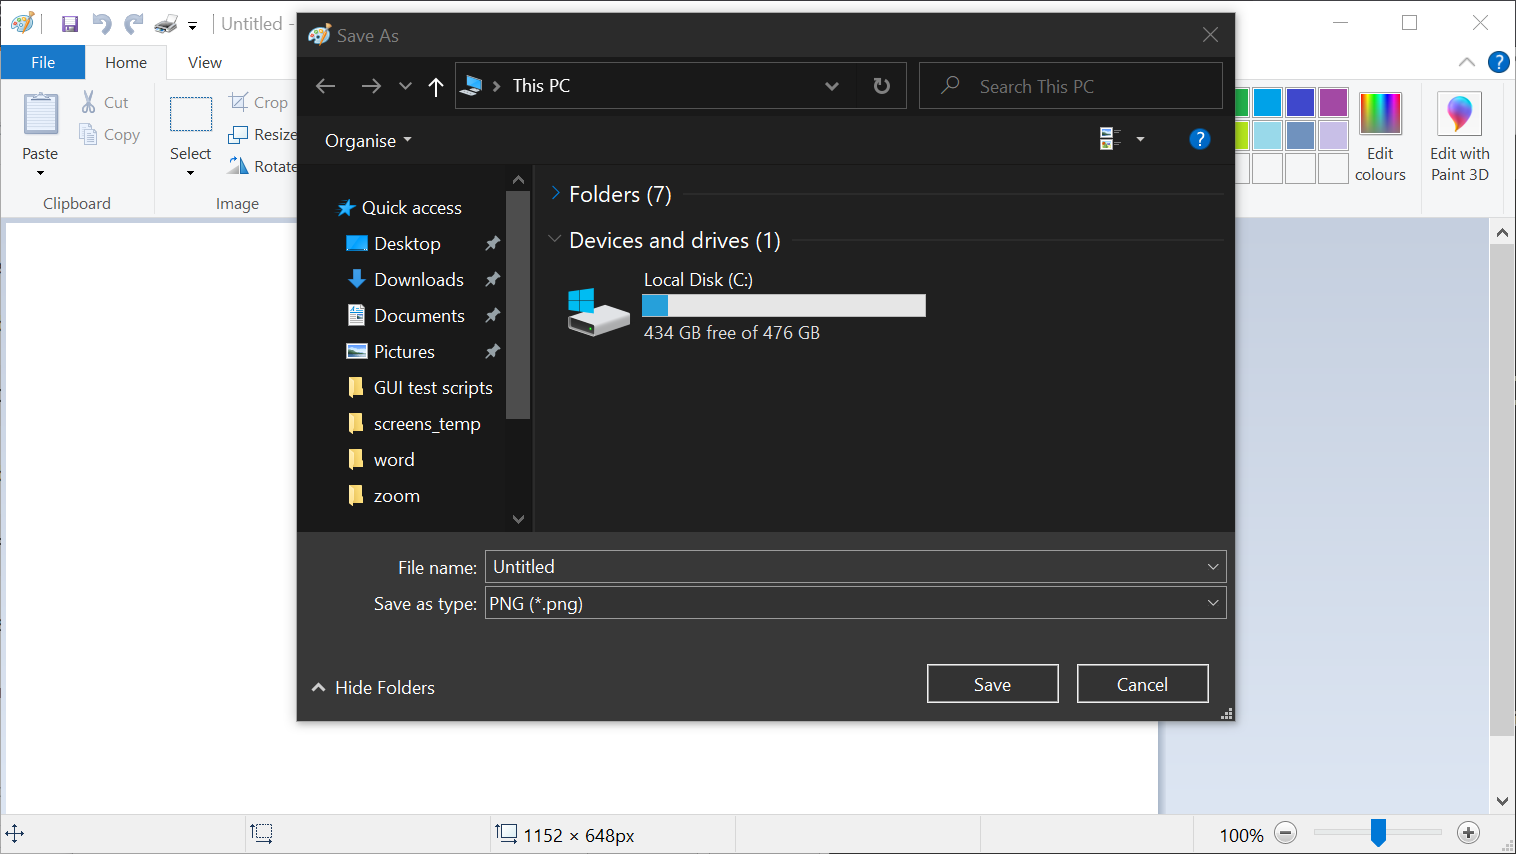 Untitled -
Save As
File
Home
View
This PC
Search This PC
Cut
Copy
Paste
Clipboard
Select
Crop
Resize
Rotate
Image
Edit
colours
Edit with
Paint 3D
Organise
Quick access
Desktop
Downloads
Documents
Pictures
GUI test scripts
screens_temp
word
zoom
Folders (7)
Devices and drives (1)
Local Disk (C:)
434 GB free of 476 GB
File name: Untitled
Save as type: PNG (*.png)
Hide Folders
Save
Cancel
1152 × 648px
100%